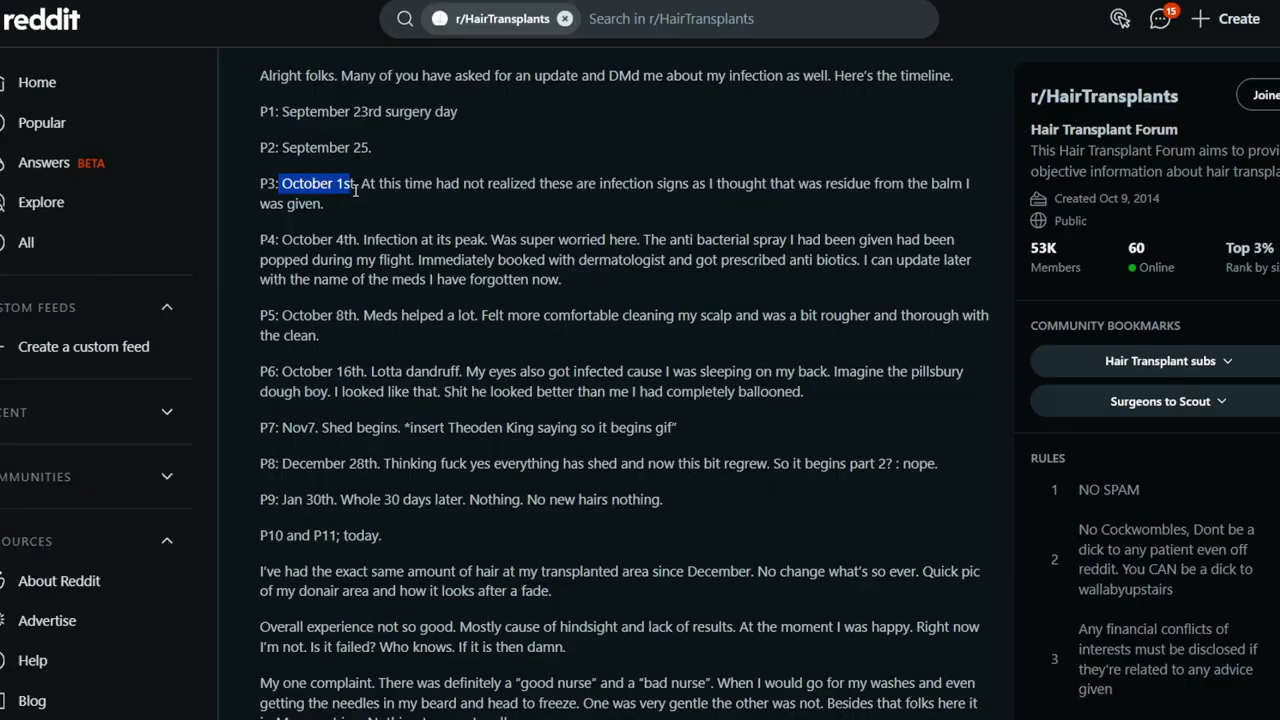 reddit
r/HairTransplants
Search in r/HairTransplants
15
Create
Home
Popular
Answers BETA
Explore
All
STOM FEEDS
Create a custom feed
CENT
MMUNITIES
OURCES
About Reddit
Advertise
Help
Blog
Alright folks. Many of you have asked for an update and DMd me about my infection as well. Here's the timeline.
P1: September 23rd surgery day
P2: September 25.
P3: October 1st. At this time had not realized these are infection signs as I thought that was residue from the balm I
was given.
P4: October 4th. Infection at its peak. Was super worried here. The anti bacterial spray I had been given had been
popped during my flight. Immediately booked with dermatologist and got prescribed anti biotics. I can update later
with the name of the meds I have forgotten now.
P5: October 8th. Meds helped a lot. Felt more comfortable cleaning my scalp and was a bit rougher and thorough with
the clean.
P6: October 16th. Lotta dandruff. My eyes also got infected cause I was sleeping on my back. Imagine the pillsbury
dough boy. I looked like that. Shit he looked better than me I had completely ballooned.
P7: Nov7. Shed begins. *insert Theoden King saying so it begins gif"
P8: December 28th. Thinking fuck yes everything has shed and now this bit regrew. So it begins part 2? : nope.
P9: Jan 30th. Whole 30 days later. Nothing. No new hairs nothing.
P10 and P11; today.
I've had the exact same amount of hair at my transplanted area since December. No change what's so ever. Quick pic
of my donair area and how it looks after a fade.
Overall experience not so good. Mostly cause of hindsight and lack of results. At the moment I was happy. Right now
I'm not. Is it failed? Who knows. If it is then damn.
My one complaint. There was definitely a "good nurse" and a "bad nurse". When I would go for my washes and even
getting the needles in my beard and head to freeze. One was very gentle the other was not. Besides that folks here it
r/HairTransplants
Joine
Hair Transplant Forum
This Hair Transplant Forum aims to provi
objective information about hair transpla
Created Oct 9, 2014
Public
53K
Members
60
Online
Top 3%
Rank by si
COMMUNITY BOOKMARKS
Hair Transplant subs
Surgeons to Scout
RULES
1 NO SPAM
2 No Cockwombles, Dont be a
dick to any patient even off
reddit. You CAN be a dick to
wallabyupstairs
3 Any financial conflicts of
interests must be disclosed if
they're related to any advice
given